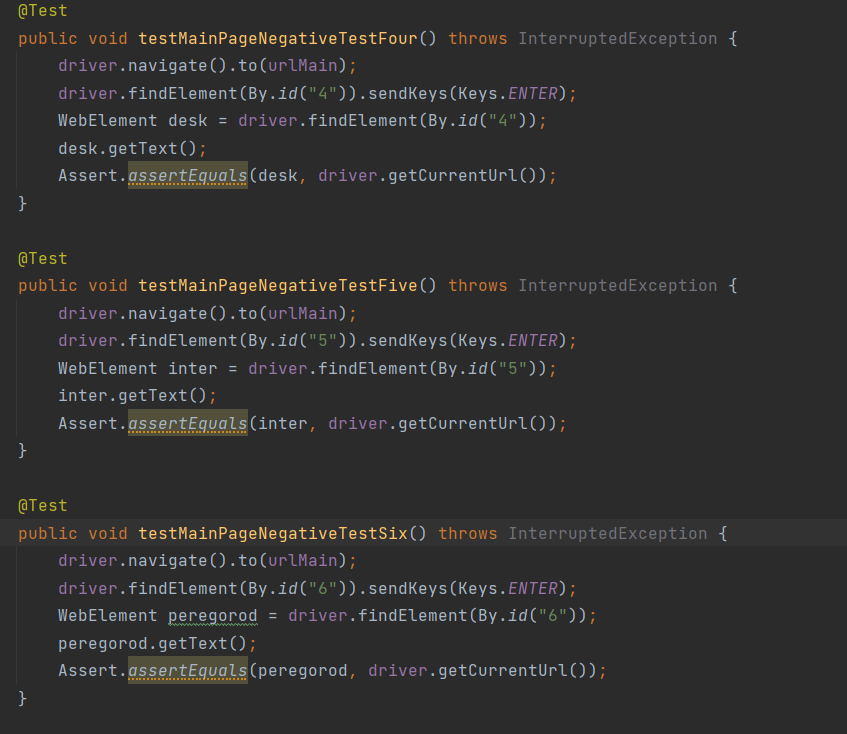 @Test
public void testMainPageNegativeTestFour() throws InterruptedException {
driver.navigate().to(urlMain);
driver.findElement(By.id("4")).sendKeys(Keys.ENTER);
WebElement desk = driver.findElement(By.id("4"));
desk.getText();
Assert.assertEquals(desk, driver.getCurrentUrl());
}
@Test
public void testMainPageNegativeTestFive() throws InterruptedException {
driver.navigate().to(urlMain);
driver.findElement(By.id("5")).sendKeys(Keys.ENTER);
WebElement inter = driver.findElement(By.id("5"));
inter.getText();
Assert.assertEquals(inter, driver.getCurrentUrl());
}
@Test
public void testMainPageNegativeTestSix() throws InterruptedException {
driver.navigate().to(urlMain);
driver.findElement(By.id("6")).sendKeys(Keys.ENTER);
WebElement peregorod = driver.findElement(By.id("6"));
peregorod.getText();
Assert.assertEquals(peregorod, driver.getCurrentUrl());
}